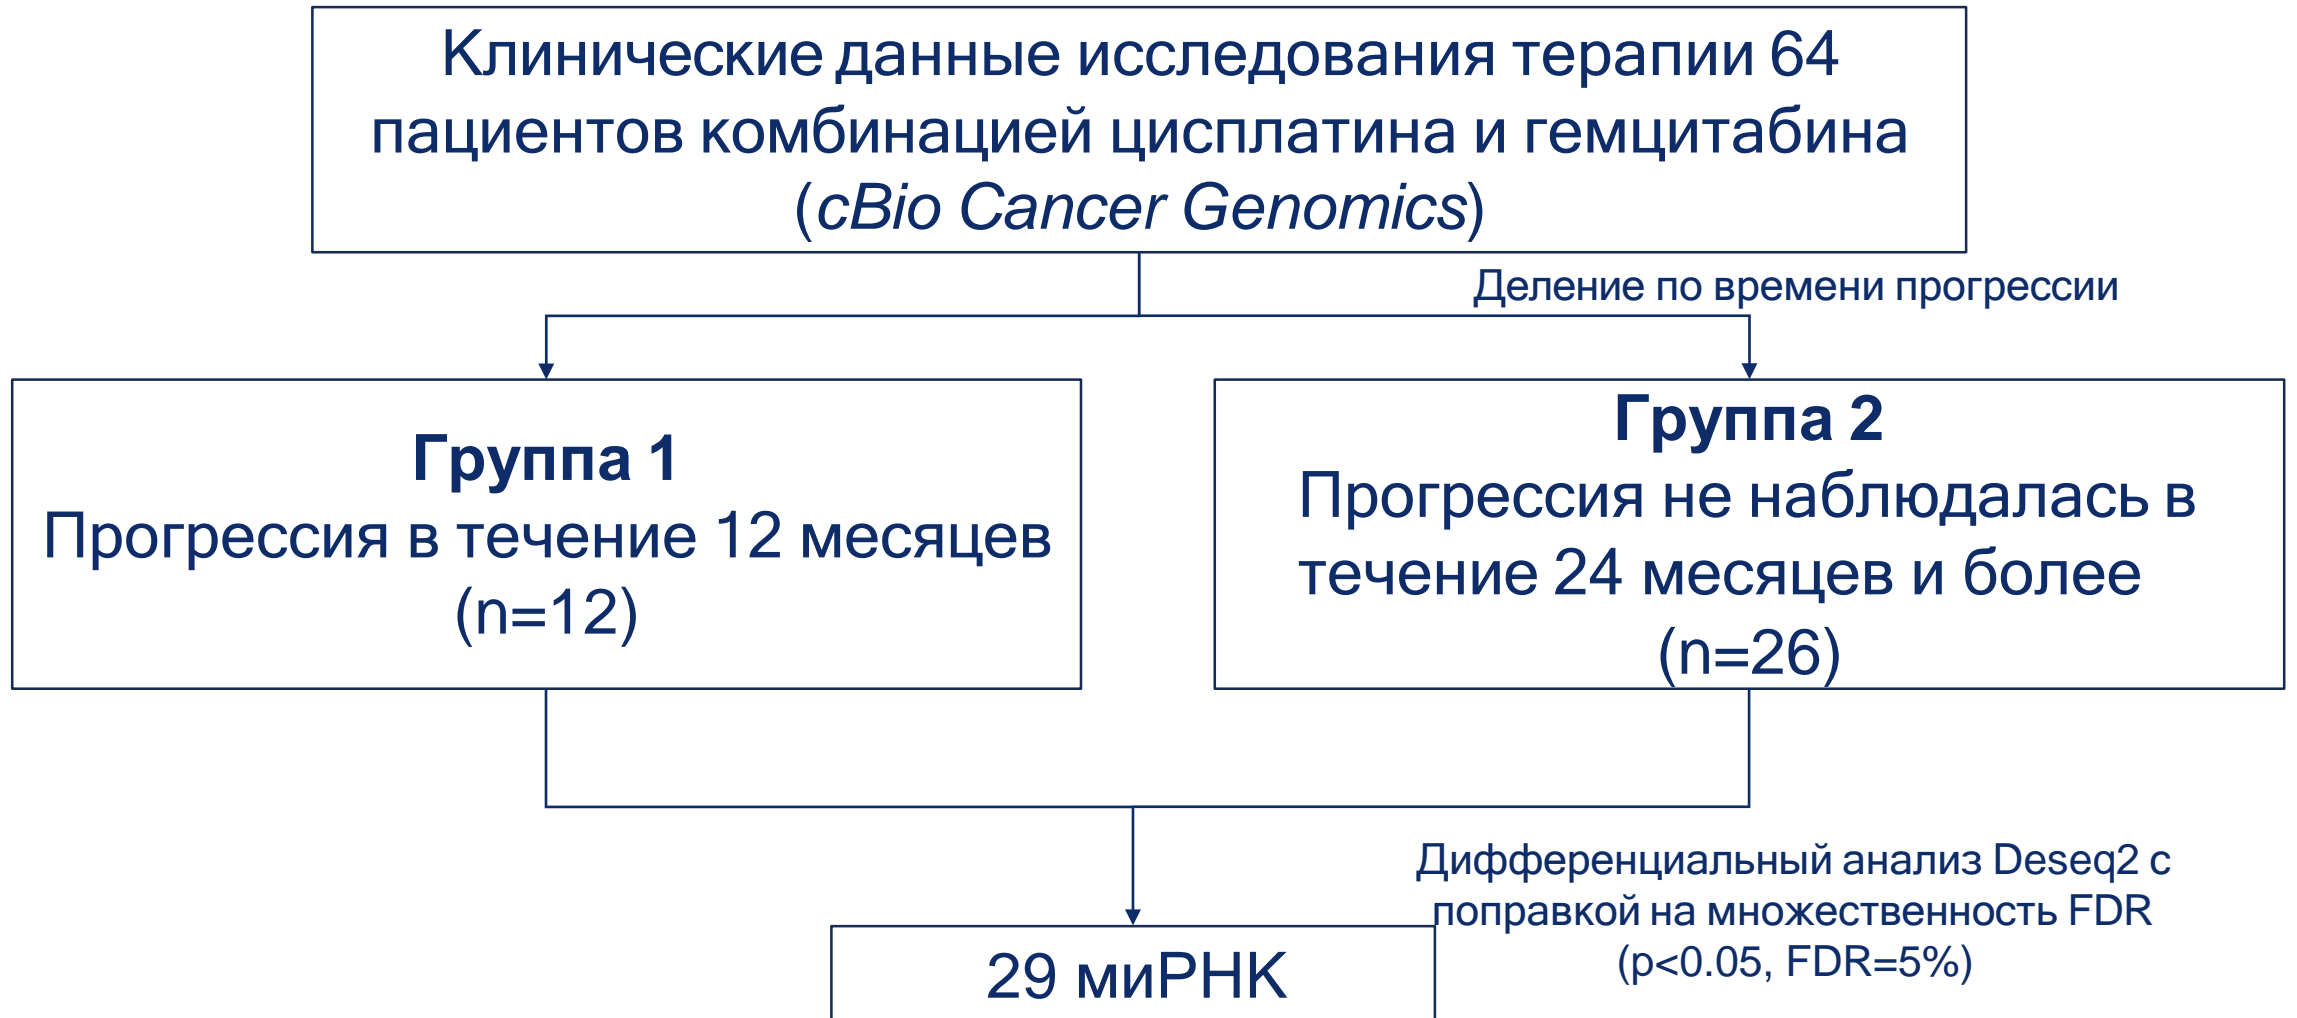 Клинические данные исследования терапии 64
пациентов комбинацией цисплатина и гемцитабина
(cBio Cancer Genomics)
Деление по времени прогрессии
Группа 1
Прогрессия в течение 12 месяцев
(n=12)
Группа 2
Прогрессия не наблюдалась в
течение 24 месяцев и более
(n=26)
Дифференциальный анализ Deseq2 с
поправкой на множественность FDR
(p<0.05, FDR=5%)
29 миРНК